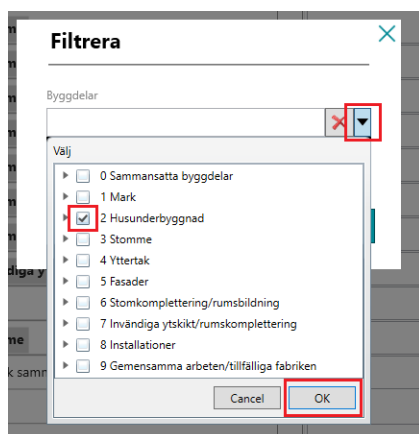 Filtrera
Byggdelar
Välj
0 Sammansatta byggdelar
1 Mark
2 Husunderbyggnad
3 Stomme
4 Yttertak
5 Fasader
6 Stomkomplettering/rumsbildning
7 Invändiga ytskikt/rumskomplettering
8 Installationer
9 Gemensamma arbeten/tillfälliga fabriken
Cancel OK